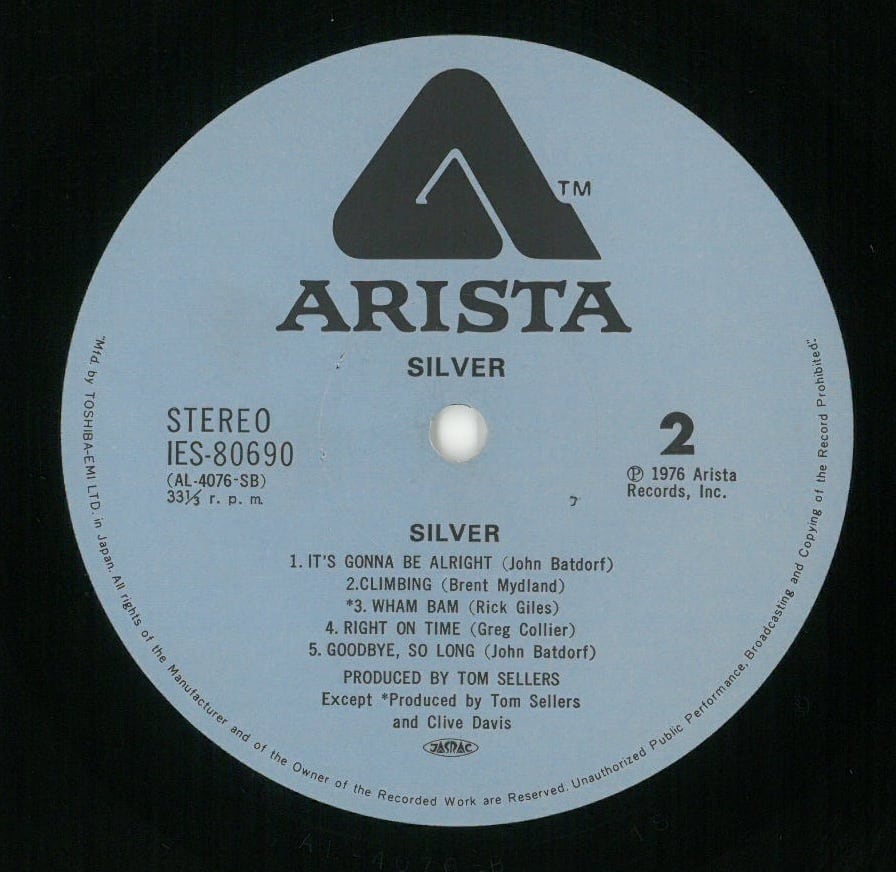 TM
ARISTA
SILVER
STEREO
IES-80690
(AL-4076-SB)
33⅓ r. p. m.
2
Ⓟ 1976 Arista
Records, Inc.
SILVER
1. IT'S GONNA BE ALRIGHT (John Batdorf)
2.CLIMBING (Brent Mydland)
*3. WHAM BAM (Rick Giles)
4. RIGHT ON TIME (Greg Collier)
5. GOODBYE, SO LONG (John Batdorf)
PRODUCED BY TOM SELLERS
Except *Produced by Tom Sellers
and Clive Davis
JASRAC
"Mfd. by TOSHIBA-EMI LTD. in Japan. All rights of the Manufacturer and of the Owner of the Recorded Work are Reserved. Unauthorized Public Performance, Broadcasting and Copying of the Record Prohibited."
AL-4076-B